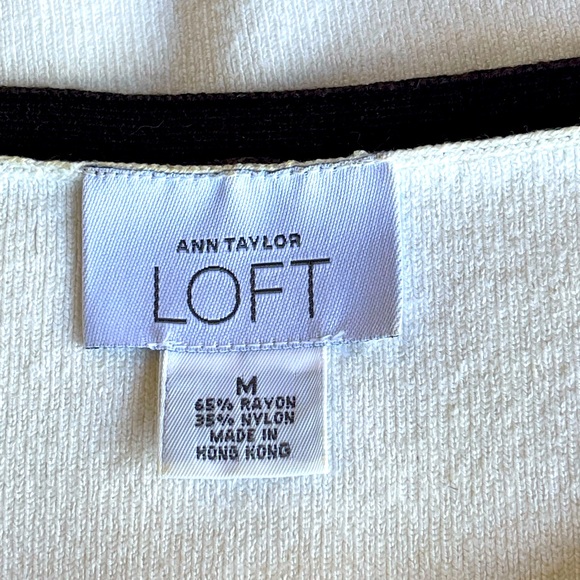 ANN TAYLOR
LOFT
M
65% RAYON
35% NYLON
MADE IN
HONG KONG